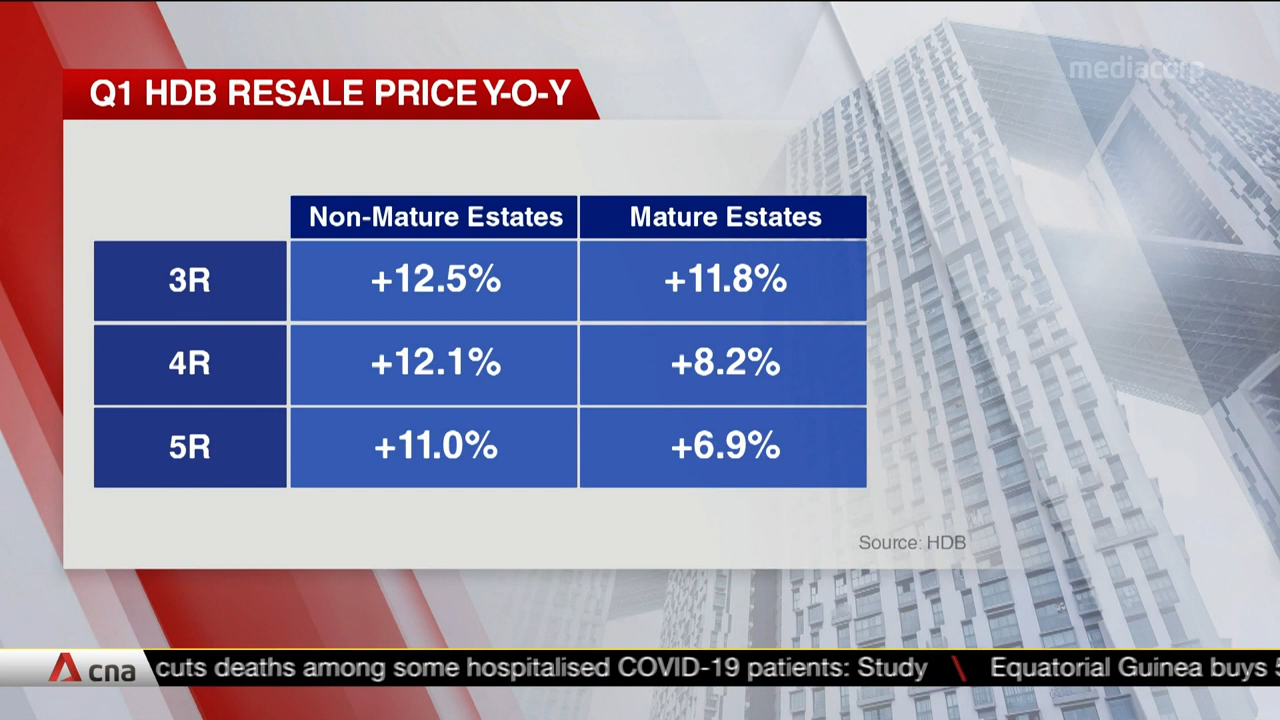 mediacorp
Q1 HDB RESALE PRICE Y-O-Y
Non-Mature Estates Mature Estates
3R +12.5% +11.8%
4R +12.1% +8.2%
5R +11.0% +6.9%
Source: HDB
cna cuts deaths among some hospitalised COVID-19 patients: Study \ Equatorial Guinea buys 5